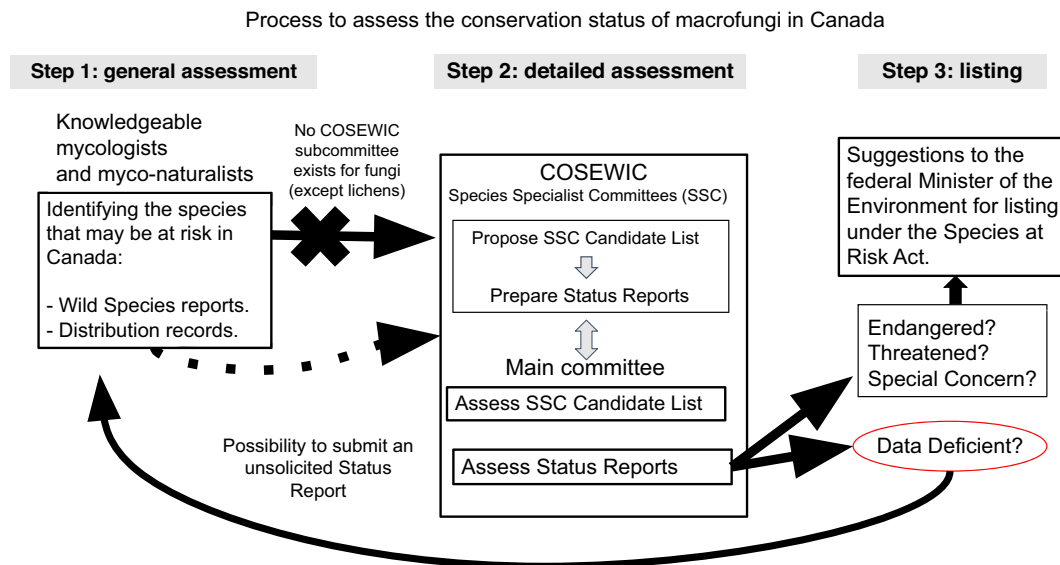 Process to assess the conservation status of macrofungi in Canada
Step 1: general assessment
Step 2: detailed assessment
Step 3: listing
Knowledgeable
mycologists
and myco-naturalists
Identifying the species
that may be at risk in
Canada:
- Wild Species reports.
- Distribution records.
No COSEWIC
subcommittee
exists for fungi
(except lichens)
Possibility to submit an
unsolicited Status
Report
COSEWIC
Species Specialist Committees (SSC)
Propose SSC Candidate List
Prepare Status Reports
Main committee
Assess SSC Candidate List
Assess Status Reports
Suggestions to the
federal Minister of the
Environment for listing
under the Species at
Risk Act.
Endangered?
Threatened?
Special Concern?
Data Deficient?